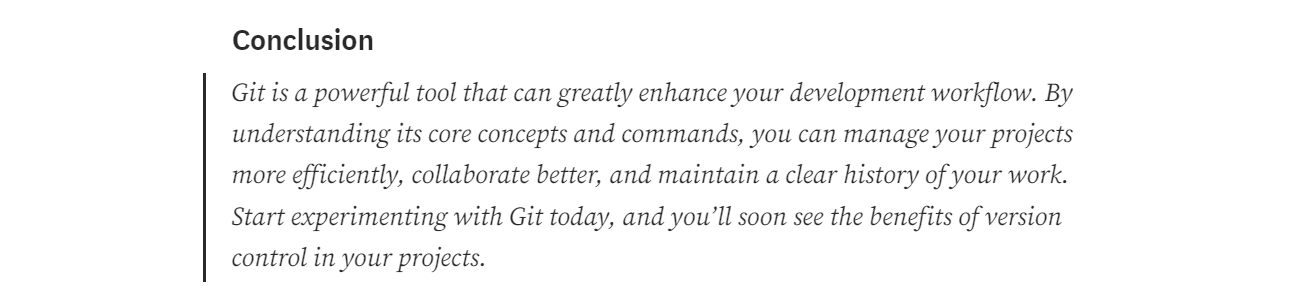 Conclusion
Git is a powerful tool that can greatly enhance your development workflow. By
understanding its core concepts and commands, you can manage your projects
more efficiently, collaborate better, and maintain a clear history of your work.
Start experimenting with Git today, and you’ll soon see the benefits of version
control in your projects.